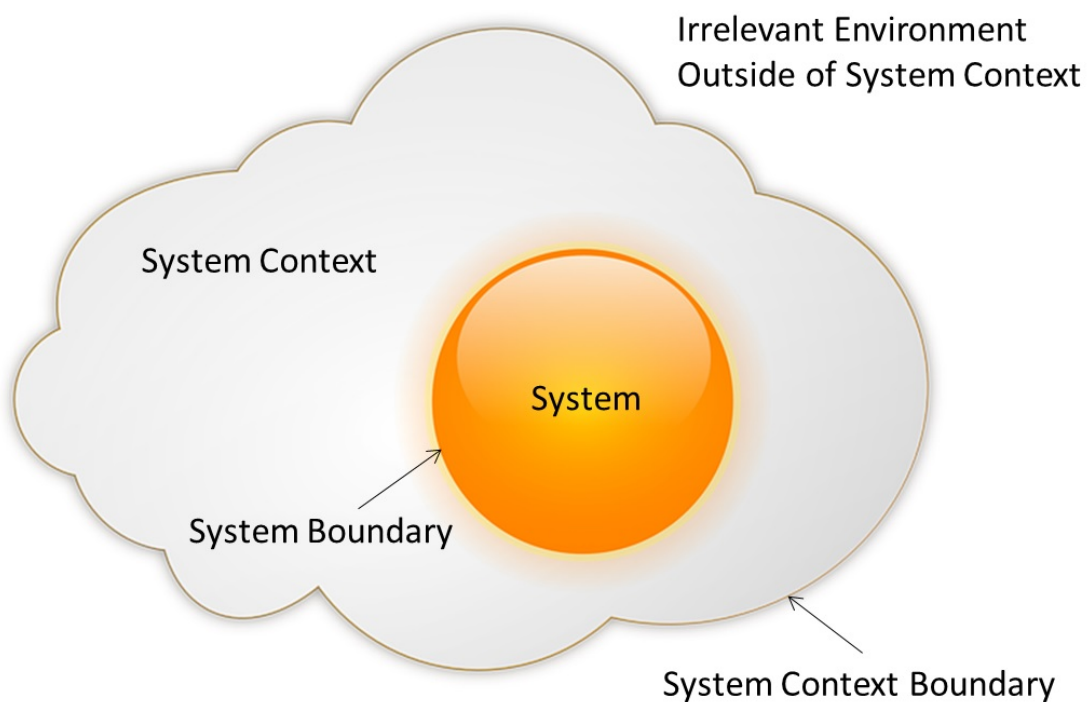 Irrelevant Environment
Outside of System Context
System Context
System
System Boundary
System Context Boundary